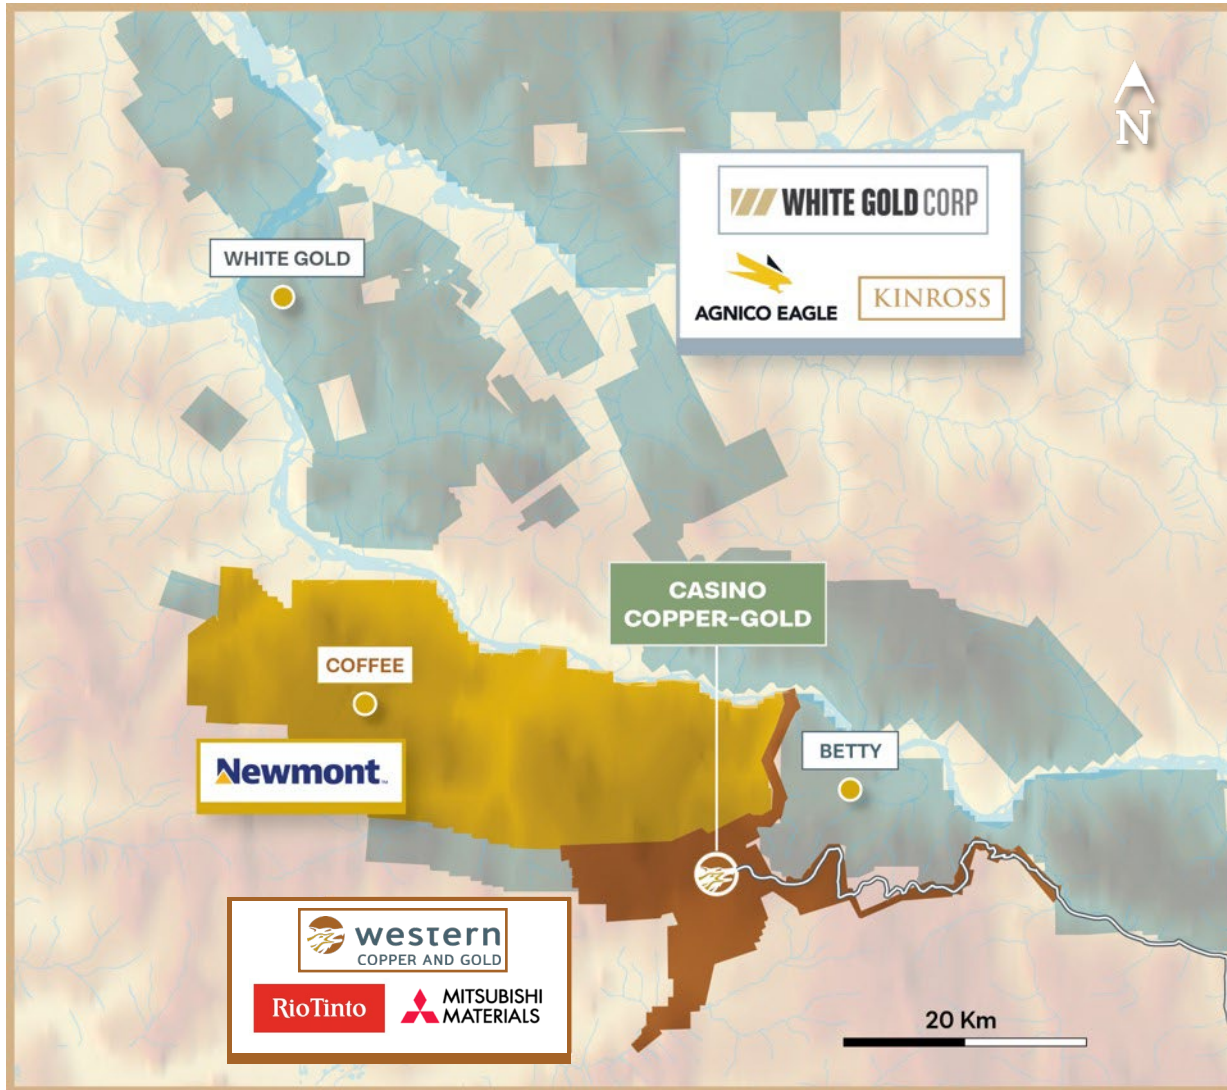 N
WHITE GOLD CORP
AGNICO EAGLE
KINROSS
WHITE GOLD
CASINO
COPPER-GOLD
COFFEE
Newmont™
BETTY
western
COPPER AND GOLD
RioTinto
MITSUBISHI
MATERIALS
20 Km